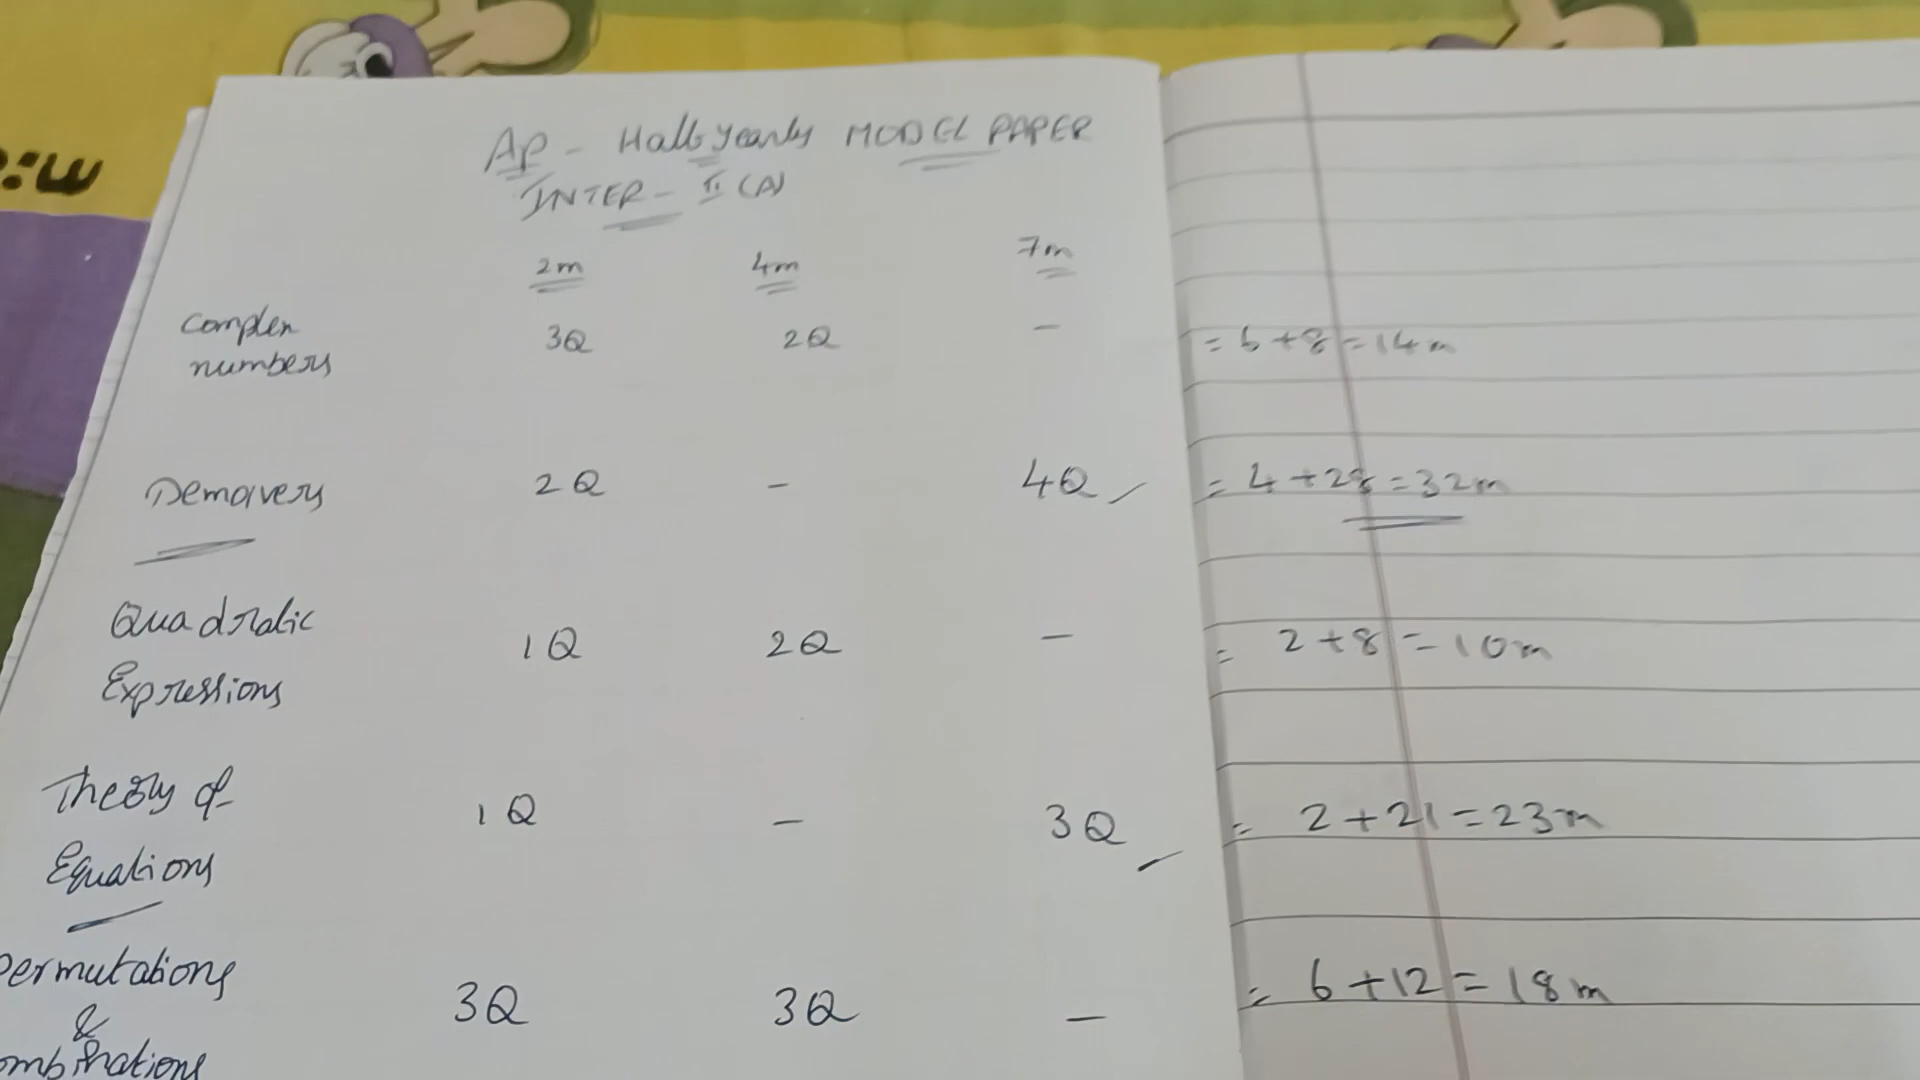 AP - Half yearly MODEL PAPER
INTER - II (A)
2m 4m 7m
Complex numbers 3Q 2Q - = 6+8 = 14m
Demoivers 2Q - 4Q = 4+28 = 32m
Quadratic Expressions 1Q 2Q - = 2+8 = 10m
Theory of Equations 1Q - 3Q = 2+21 = 23m
Permutations & Combinations 3Q 3Q - = 6+12 = 18m